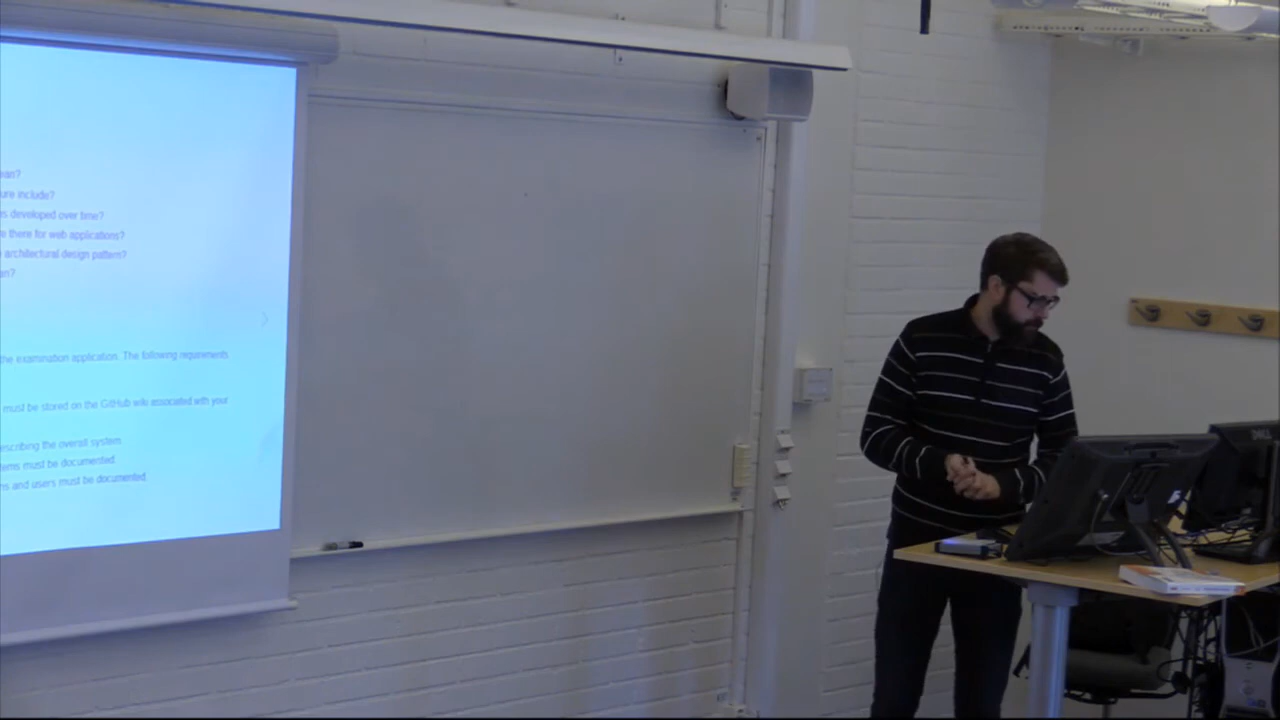 ean?
ure include?
s developed over time?
e there for web applications?
architectural design pattern?
an?
the examination application. The following requirements
must be stored on the GitHub wiki associated with your
escribing the overall system.
tems must be documented.
ns and users must be documented.
DELL